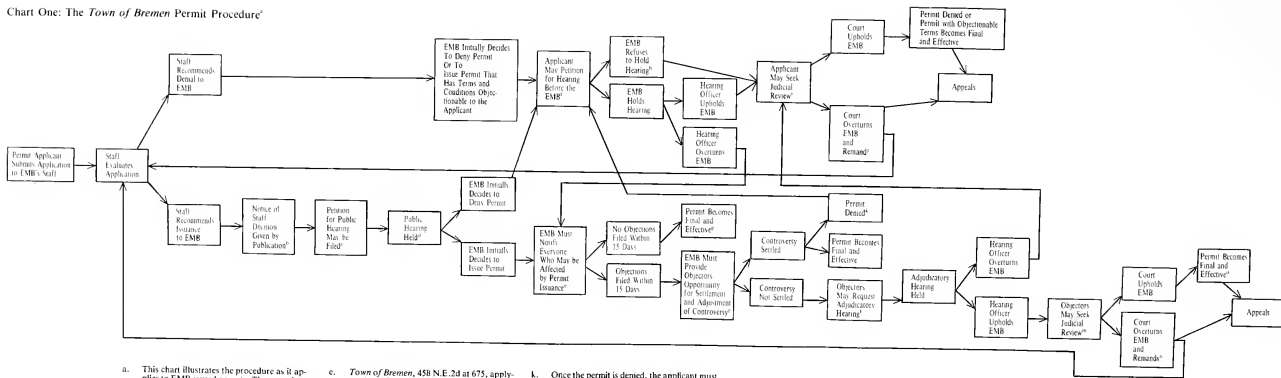 Chart One: The Town of Bremen Permit Procedure
Permit Applicant
Submits Application
to EMB's Staff
Staff
Evaluates
Application
Staff
Recommends
Denial to
EMB
EMB Initially Decides
To Deny Permit
Or To
Issue Permit That
Has Terms and
Conditions Objec-
tionable to the
Applicant
Applicant
May Petition
for Hearing
Before the
EMB
EMB
Refuses
to Hold
Hearing
EMB
Holds
Hearing
Hearing
Officer
Upholds
EMB
Hearing
Officer
Overturns
EMB
Applicant
May Seek
Judicial
Review
Court
Upholds
EMB
Permit Denied or
Permit with Objectionable
Terms Becomes Final
and Effective
Court
Overturns
EMB
and
Remands
Appeals
Staff
Recommends
Issuance
to EMB
Notice of
Staff
Decision
Given by
Publication
Petition
for Public
Hearing
May be
Filed
Public
Hearing
Held
EMB Initially
Decides to
Deny Permit
EMB Initially
Decides to
Issue Permit
EMB Must
Notify
Everyone
Who May be
Affected
by Permit
Issuance
No Objections
Filed Within
15 Days
Permit Becomes
Final and
Effective
Objections
Filed Within
15 Days
EMB Must
Provide
Objectors
Opportunity
for Settlement
and Adjustment
of Controversy
Controversy
Settled
Permit
Denied
Permit Becomes
Final and
Effective
Controversy
Not Settled
Objectors
May Request
Adjudicatory
Hearing
Adjudicatory
Hearing
Held
Hearing
Officer
Overturns
EMB
Hearing
Officer
Upholds
EMB
Objectors
May Seek
Judicial
Review
Court
Upholds
EMB
Permit Becomes
Final and
Effective
Court
Overturns
EMB
and
Remands
Appeals
a. This chart illustrates the procedure as it ap-
c. Town of Bremen, 458 N.E.2d at 675, apply-
k. Once the permit is denied, the applicant must